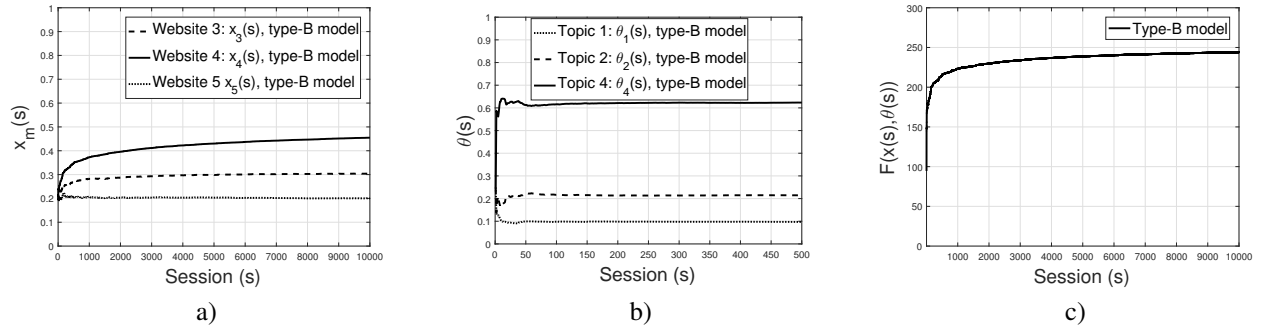 1
0.9
0.8
0.7
0.6
0.5
0.4
0.3
0.2
0.1
0
x_m(s)
Website 3: x_3(s), type-B model
Website 4: x_4(s), type-B model
Website 5 x_5(s), type-B model
0 1000 2000 3000 4000 5000 6000 7000 8000 9000 10000
Session (s)
a)
1
0.9
0.8
0.7
0.6
0.5
0.4
0.3
0.2
0.1
0
θ(s)
Topic 1: θ_1(s), type-B model
Topic 2: θ_2(s), type-B model
Topic 4: θ_4(s), type-B model
0 50 100 150 200 250 300 350 400 450 500
Session (s)
b)
300
250
200
150
100
50
0
F(x(s),θ(s))
Type-B model
0 1000 2000 3000 4000 5000 6000 7000 8000 9000 10000
Session (s)
c)